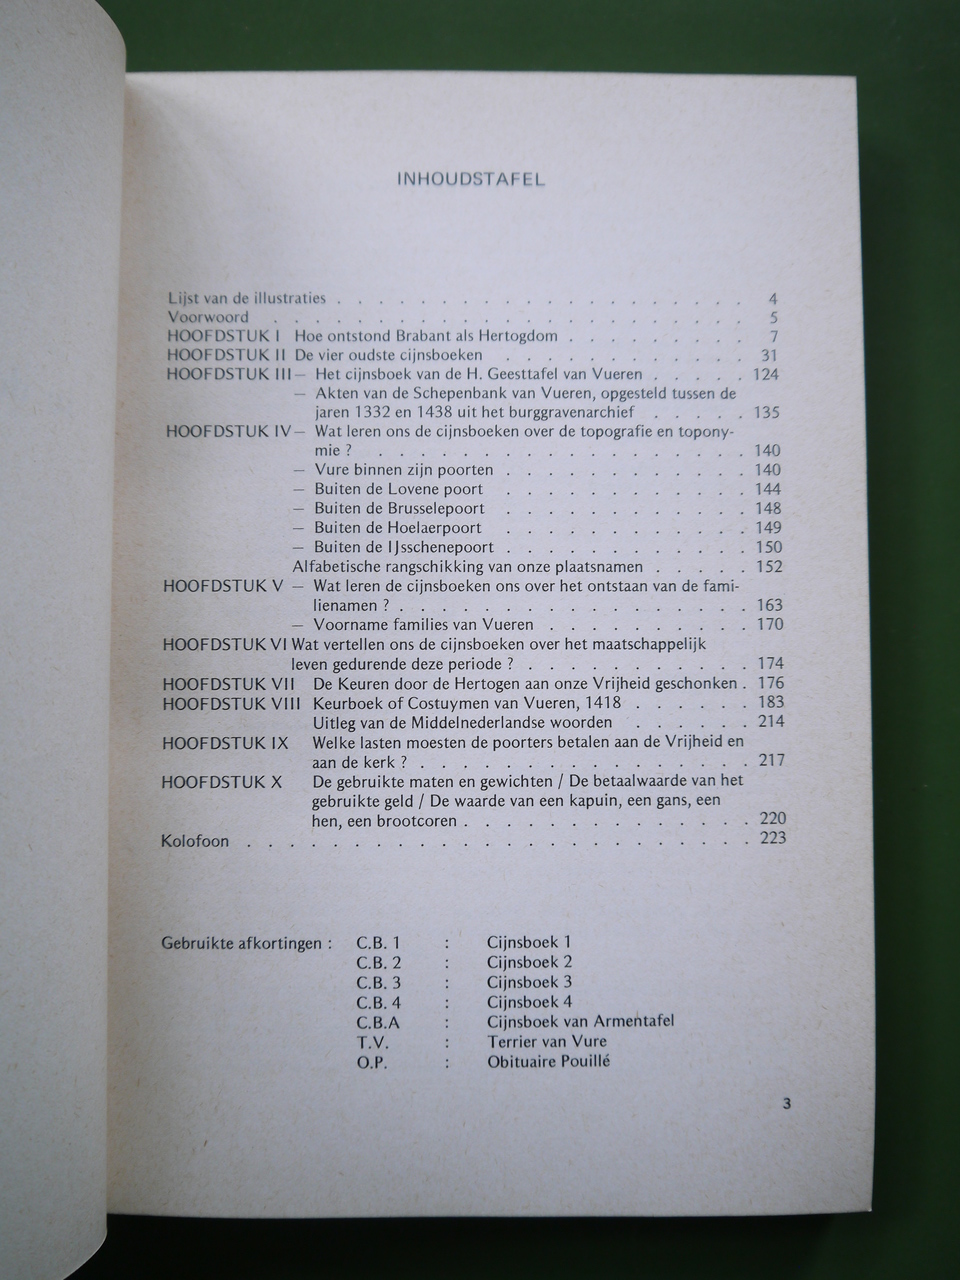 INHOUDSTAFEL
Lijst van de illustraties . . . . . . . . . . . . . . . . . . . . 4
Voorwoord . . . . . . . . . . . . . . . . . . . . . . . 5
HOOFDSTUK I Hoe ontstond Brabant als Hertogdom . . . . . . . . . 7
HOOFDSTUK II De vier oudste cijnsboeken . . . . . . . . . . . . 31
HOOFDSTUK III — Het cijnsboek van de H. Geesttafel van Vueren . . . . . 124
— Akten van de Schepenbank van Vueren, opgesteld tussen de
jaren 1332 en 1438 uit het burggravenarchief . . . . . 135
HOOFDSTUK IV — Wat leren ons de cijnsboeken over de topografie en topony-
mie ? . . . . . . . . . . . . . . . . . . 140
— Vure binnen zijn poorten . . . . . . . . . . . . 140
— Buiten de Lovene poort . . . . . . . . . . . . 144
— Buiten de Brusselepoort . . . . . . . . . . . . 148
— Buiten de Hoelaerpoort . . . . . . . . . . . . 149
— Buiten de IJsschenepoort . . . . . . . . . . . . 150
Alfabetische rangschikking van onze plaatsnamen . . . . . 152
HOOFDSTUK V — Wat leren de cijnsboeken ons over het ontstaan van de fami-
lienamen ? . . . . . . . . . . . . . . . . . 163
— Voorname families van Vueren . . . . . . . . . . 170
HOOFDSTUK VI Wat vertellen ons de cijnsboeken over het maatschappelijk
leven gedurende deze periode ? . . . . . . . . . . . 174
HOOFDSTUK VII De Keuren door de Hertogen aan onze Vrijheid geschonken . 176
HOOFDSTUK VIII Keurboek of Costuymen van Vueren, 1418 . . . . . . 183
Uitleg van de Middelnederlandse woorden . . . . . . 214
HOOFDSTUK IX Welke lasten moesten de poorters betalen aan de Vrijheid en
aan de kerk ? . . . . . . . . . . . . . . . . 217
HOOFDSTUK X De gebruikte maten en gewichten / De betaalwaarde van het
gebruikte geld / De waarde van een kapuin, een gans, een
hen, een brootcoren . . . . . . . . . . . . . . 220
Kolofoon . . . . . . . . . . . . . . . . . . . . . . . . 223
Gebruikte afkortingen : C.B. 1 : Cijnsboek 1
C.B. 2 : Cijnsboek 2
C.B. 3 : Cijnsboek 3
C.B. 4 : Cijnsboek 4
C.B.A : Cijnsboek van Armentafel
T.V. : Terrier van Vure
O.P. : Obituaire Pouillé
3